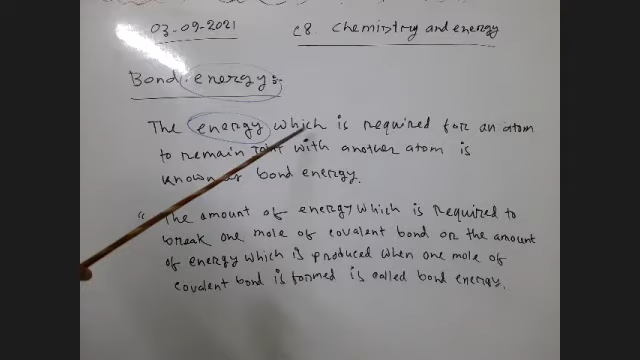 03-09-2021 C8. Chemistry and energy
Bond energy:-
The energy which is required for an atom
to remain joint with another atom is
known as bond energy.
" The amount of energy which is required to
break one mole of covalent bond or the amount
of energy which is produced when one mole of
covalent bond is formed is called bond energy.